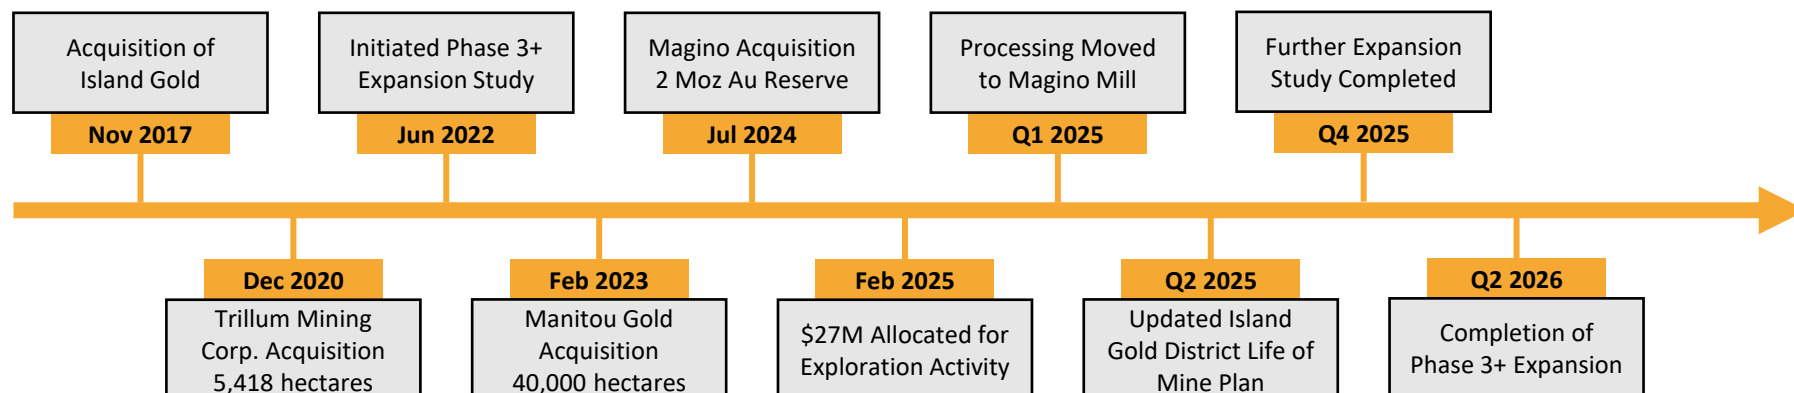 Acquisition of
Island Gold
Nov 2017
Initiated Phase 3+
Expansion Study
Jun 2022
Magino Acquisition
2 Moz Au Reserve
Jul 2024
Processing Moved
to Magino Mill
Q1 2025
Further Expansion
Study Completed
Q4 2025
Dec 2020
Trillum Mining
Corp. Acquisition
5,418 hectares
Feb 2023
Manitou Gold
Acquisition
40,000 hectares
Feb 2025
$27M Allocated for
Exploration Activity
Q2 2025
Updated Island
Gold District Life of
Mine Plan
Q2 2026
Completion of
Phase 3+ Expansion